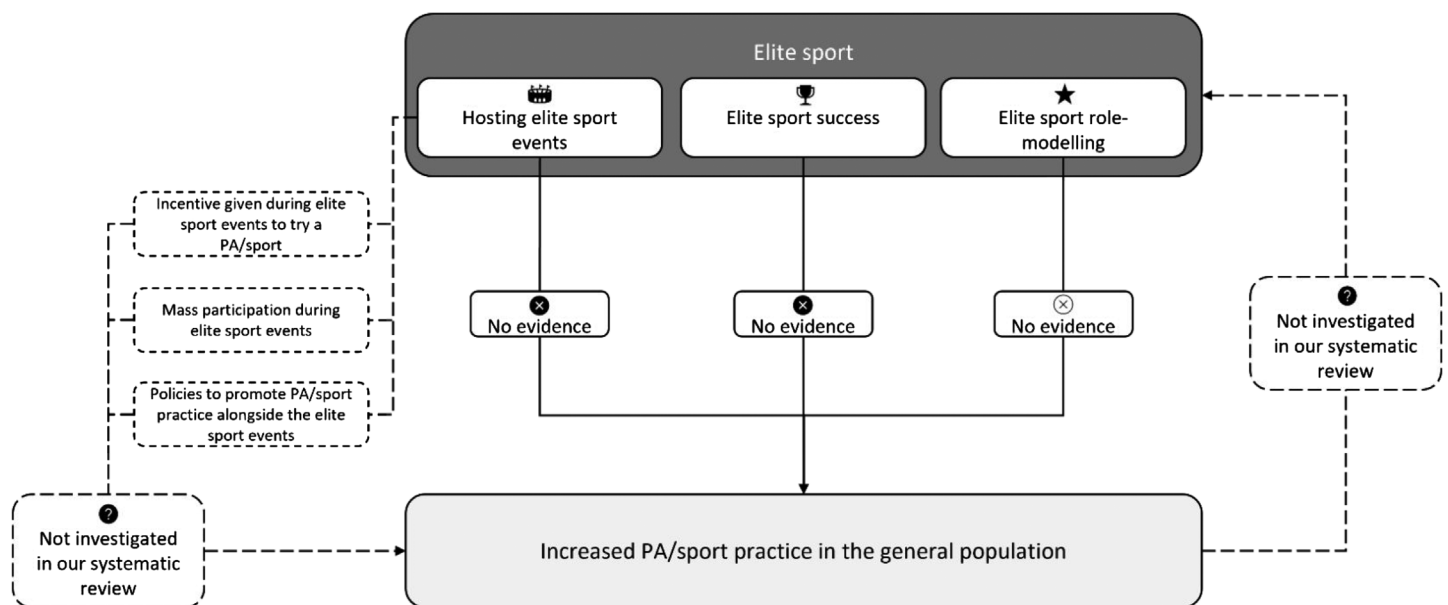 Elite sport
Hosting elite sport
events
Elite sport success
Elite sport role-
modelling
Incentive given during elite
sport events to try a
PA/sport
Mass participation during
elite sport events
Policies to promote PA/sport
practice alongside the elite
sport events
No evidence
No evidence
No evidence
?
Not investigated
in our systematic
review
?
Not investigated
in our systematic
review
Increased PA/sport practice in the general population